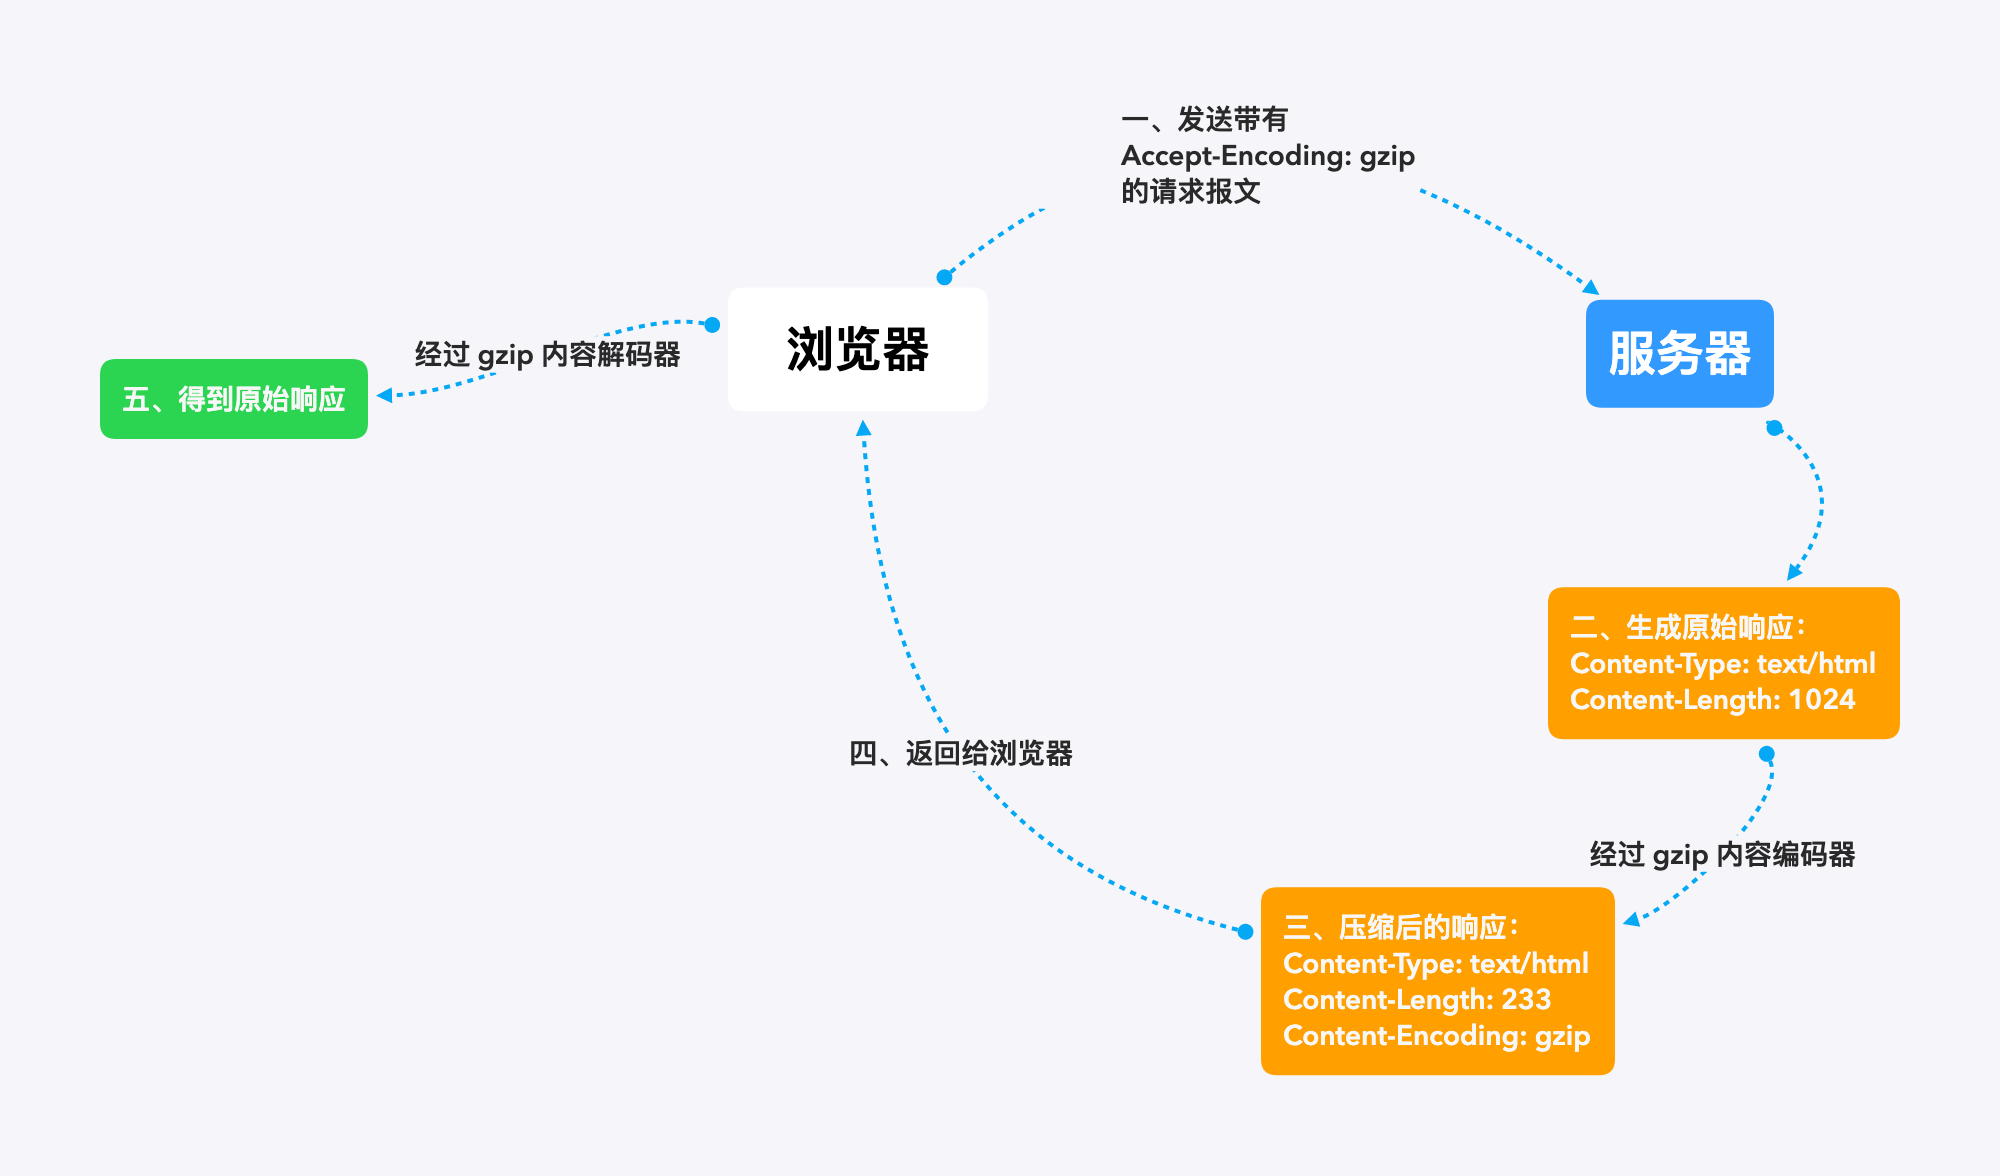 一、发送带有
Accept-Encoding: gzip
的请求报文
浏览器
服务器
经过 gzip 内容解码器
五、得到原始响应
二、生成原始响应：
Content-Type: text/html
Content-Length: 1024
四、返回给浏览器
经过 gzip 内容编码器
三、压缩后的响应：
Content-Type: text/html
Content-Length: 233
Content-Encoding: gzip